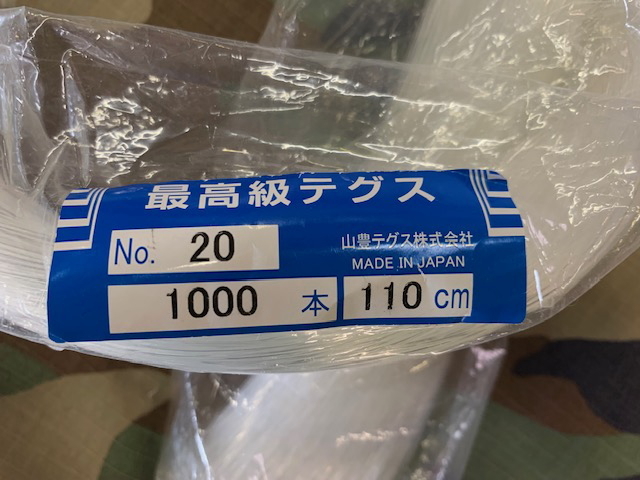 最高級テグス
No. 20
山豊テグス株式会社
MADE IN JAPAN
1000 本
110 cm